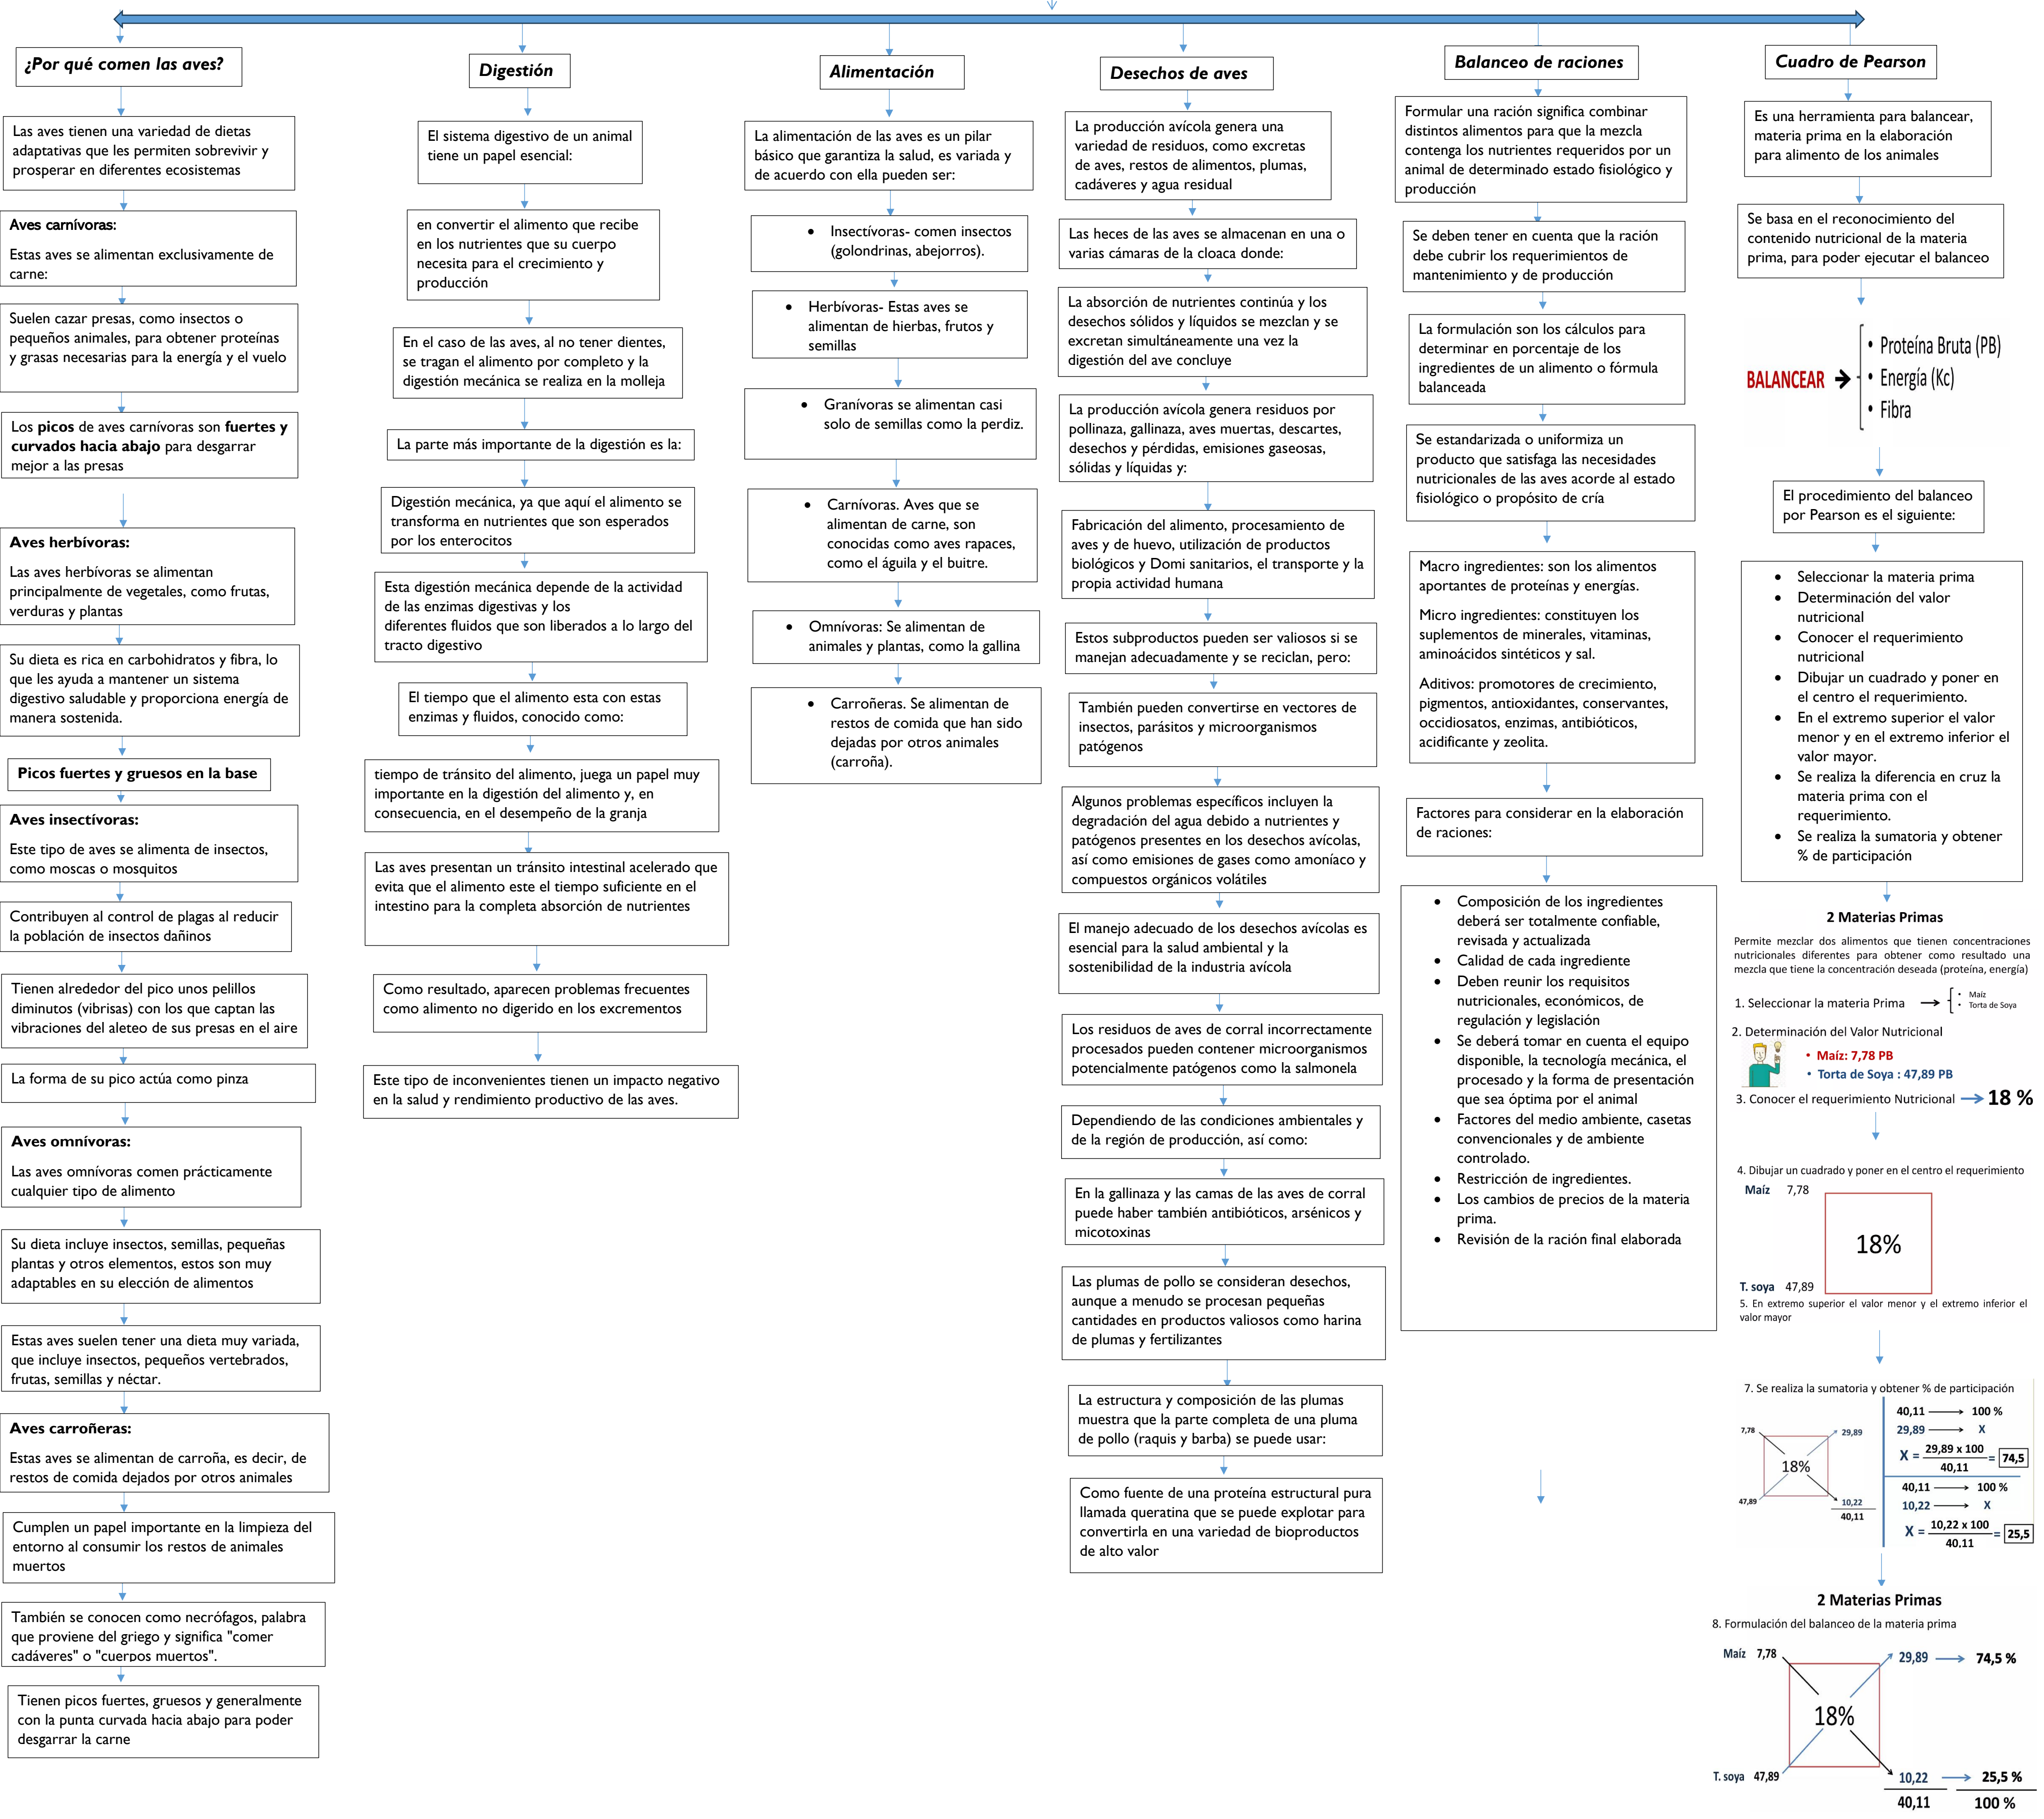 ¿Por qué comen las aves?
Las aves tienen una variedad de dietas
adaptativas que les permiten sobrevivir y
prosperar en diferentes ecosistemas
Aves carnívoras:
Estas aves se alimentan exclusivamente de
carne:
Suelen cazar presas, como insectos o
pequeños animales, para obtener proteínas
y grasas necesarias para la energía y el vuelo
Los picos de aves carnívoras son fuertes y
curvados hacia abajo para desgarrar
mejor a las presas
Aves herbívoras:
Las aves herbívoras se alimentan
principalmente de vegetales, como frutas,
verduras y plantas
Su dieta es rica en carbohidratos y fibra, lo
que les ayuda a mantener un sistema
digestivo saludable y proporciona energía de
manera sostenida.
Picos fuertes y gruesos en la base
Aves insectívoras:
Este tipo de aves se alimenta de insectos,
como moscas o mosquitos
Contribuyen al control de plagas al reducir
la población de insectos dañinos
Tienen alrededor del pico unos pelillos
diminutos (vibrisas) con los que captan las
vibraciones del aleteo de sus presas en el aire
La forma de su pico actúa como pinza
Aves omnívoras:
Las aves omnívoras comen prácticamente
cualquier tipo de alimento
Su dieta incluye insectos, semillas, pequeñas
plantas y otros elementos, estos son muy
adaptables en su elección de alimentos
Estas aves suelen tener una dieta muy variada,
que incluye insectos, pequeños vertebrados,
frutas, semillas y néctar.
Aves carroñeras:
Estas aves se alimentan de carroña, es decir, de
restos de comida dejados por otros animales
Cumplen un papel importante en la limpieza del
entorno al consumir los restos de animales
muertos
También se conocen como necrófagos, palabra
que proviene del griego y significa "comer
cadáveres" o "cuerpos muertos".
Tienen picos fuertes, gruesos y generalmente
con la punta curvada hacia abajo para poder
desgarrar la carne
Digestión
El sistema digestivo de un animal
tiene un papel esencial:
en convertir el alimento que recibe
en los nutrientes que su cuerpo
necesita para el crecimiento y
producción
En el caso de las aves, al no tener dientes,
se tragan el alimento por completo y la
digestión mecánica se realiza en la molleja
La parte más importante de la digestión es la:
Digestión mecánica, ya que aquí el alimento se
transforma en nutrientes que son esperados
por los enterocitos
Esta digestión mecánica depende de la actividad
de las enzimas digestivas y los
diferentes fluidos que son liberados a lo largo del
tracto digestivo
El tiempo que el alimento esta con estas
enzimas y fluidos, conocido como:
tiempo de tránsito del alimento, juega un papel muy
importante en la digestión del alimento y, en
consecuencia, en el desempeño de la granja
Las aves presentan un tránsito intestinal acelerado que
evita que el alimento este el tiempo suficiente en el
intestino para la completa absorción de nutrientes
Como resultado, aparecen problemas frecuentes
como alimento no digerido en los excrementos
Este tipo de inconvenientes tienen un impacto negativo
en la salud y rendimiento productivo de las aves.
Alimentación
La alimentación de las aves es un pilar
básico que garantiza la salud, es variada y
de acuerdo con ella pueden ser:
• Insectívoras- comen insectos
(golondrinas, abejorros).
• Herbívoras- Estas aves se
alimentan de hierbas, frutos y
semillas
• Granívoras se alimentan casi
solo de semillas como la perdiz.
• Carnívoras. Aves que se
alimentan de carne, son
conocidas como aves rapaces,
como el águila y el buitre.
• Omnívoras: Se alimentan de
animales y plantas, como la gallina
• Carroñeras. Se alimentan de
restos de comida que han sido
dejadas por otros animales
(carroña).
Desechos de aves
La producción avícola genera una
variedad de residuos, como excretas
de aves, restos de alimentos, plumas,
cadáveres y agua residual
Las heces de las aves se almacenan en una o
varias cámaras de la cloaca donde:
La absorción de nutrientes continúa y los
desechos sólidos y líquidos se mezclan y se
excretan simultáneamente una vez la
digestión del ave concluye
La producción avícola genera residuos por
pollinaza, gallinaza, aves muertas, descartes,
desechos y pérdidas, emisiones gaseosas,
sólidas y líquidas y:
Fabricación del alimento, procesamiento de
aves y de huevo, utilización de productos
biológicos y Domi sanitarios, el transporte y la
propia actividad humana
Estos subproductos pueden ser valiosos si se
manejan adecuadamente y se reciclan, pero:
También pueden convertirse en vectores de
insectos, parásitos y microorganismos
patógenos
Algunos problemas específicos incluyen la
degradación del agua debido a nutrientes y
patógenos presentes en los desechos avícolas,
así como emisiones de gases como amoníaco y
compuestos orgánicos volátiles
El manejo adecuado de los desechos avícolas es
esencial para la salud ambiental y la
sostenibilidad de la industria avícola
Los residuos de aves de corral incorrectamente
procesados pueden contener microorganismos
potencialmente patógenos como la salmonela
Dependiendo de las condiciones ambientales y
de la región de producción, así como:
En la gallinaza y las camas de las aves de corral
puede haber también antibióticos, arsénicos y
micotoxinas
Las plumas de pollo se consideran desechos,
aunque a menudo se procesan pequeñas
cantidades en productos valiosos como harina
de plumas y fertilizantes
La estructura y composición de las plumas
muestra que la parte completa de una pluma
de pollo (raquis y barba) se puede usar:
Como fuente de una proteína estructural pura
llamada queratina que se puede explotar para
convertirla en una variedad de bioproductos
de alto valor
Balanceo de raciones
Formular una ración significa combinar
distintos alimentos para que la mezcla
contenga los nutrientes requeridos por un
animal de determinado estado fisiológico y
producción
Se deben tener en cuenta que la ración
debe cubrir los requerimientos de
mantenimiento y de producción
La formulación son los cálculos para
determinar en porcentaje de los
ingredientes de un alimento o fórmula
balanceada
Se estandarizada o uniformiza un
producto que satisfaga las necesidades
nutricionales de las aves acorde al estado
fisiológico o propósito de cría
Macro ingredientes: son los alimentos
aportantes de proteínas y energías.
Micro ingredientes: constituyen los
suplementos de minerales, vitaminas,
aminoácidos sintéticos y sal.
Aditivos: promotores de crecimiento,
pigmentos, antioxidantes, conservantes,
occidiosatos, enzimas, antibióticos,
acidificante y zeolita.
Factores para considerar en la elaboración
de raciones:
• Composición de los ingredientes
deberá ser totalmente confiable,
revisada y actualizada
• Calidad de cada ingrediente
• Deben reunir los requisitos
nutricionales, económicos, de
regulación y legislación
• Se deberá tomar en cuenta el equipo
disponible, la tecnología mecánica, el
procesado y la forma de presentación
que sea óptima por el animal
• Factores del medio ambiente, casetas
convencionales y de ambiente
controlado.
• Restricción de ingredientes.
• Los cambios de precios de la materia
prima.
• Revisión de la ración final elaborada
Cuadro de Pearson
Es una herramienta para balancear,
materia prima en la elaboración
para alimento de los animales
Se basa en el reconocimiento del
contenido nutricional de la materia
prima, para poder ejecutar el balanceo
BALANCEAR
• Proteína Bruta (PB)
• Energía (Kc)
• Fibra
El procedimiento del balanceo
por Pearson es el siguiente:
• Seleccionar la materia prima
• Determinación del valor
nutricional
• Conocer el requerimiento
nutricional
• Dibujar un cuadrado y poner en
el centro el requerimiento.
• En el extremo superior el valor
menor y en el extremo inferior el
valor mayor.
• Se realiza la diferencia en cruz la
materia prima con el
requerimiento.
• Se realiza la sumatoria y obtener
% de participación
2 Materias Primas
Permite mezclar dos alimentos que tienen concentraciones
nutricionales diferentes para obtener como resultado una
mezcla que tiene la concentración deseada (proteína, energía)
1. Seleccionar la materia Prima
• Maíz
• Torta de Soya
2. Determinación del Valor Nutricional
• Maíz: 7,78 PB
• Torta de Soya : 47,89 PB
3. Conocer el requerimiento Nutricional 18 %
4. Dibujar un cuadrado y poner en el centro el requerimiento
Maíz 7,78
18%
T. soya 47,89
5. En extremo superior el valor menor y el extremo inferior el
valor mayor
7. Se realiza la sumatoria y obtener % de participación
7,78
29,89
18%
47,89
10,22
40,11
40,11 100 %
29,89 X
X = 29,89 x 100 = 74,5
40,11
40,11 100 %
10,22 X
X = 10,22 x 100 = 25,5
40,11
2 Materias Primas
8. Formulación del balanceo de la materia prima
Maíz 7,78 29,89 74,5 %
18%
T. soya 47,89 10,22 25,5 %
40,11 100 %